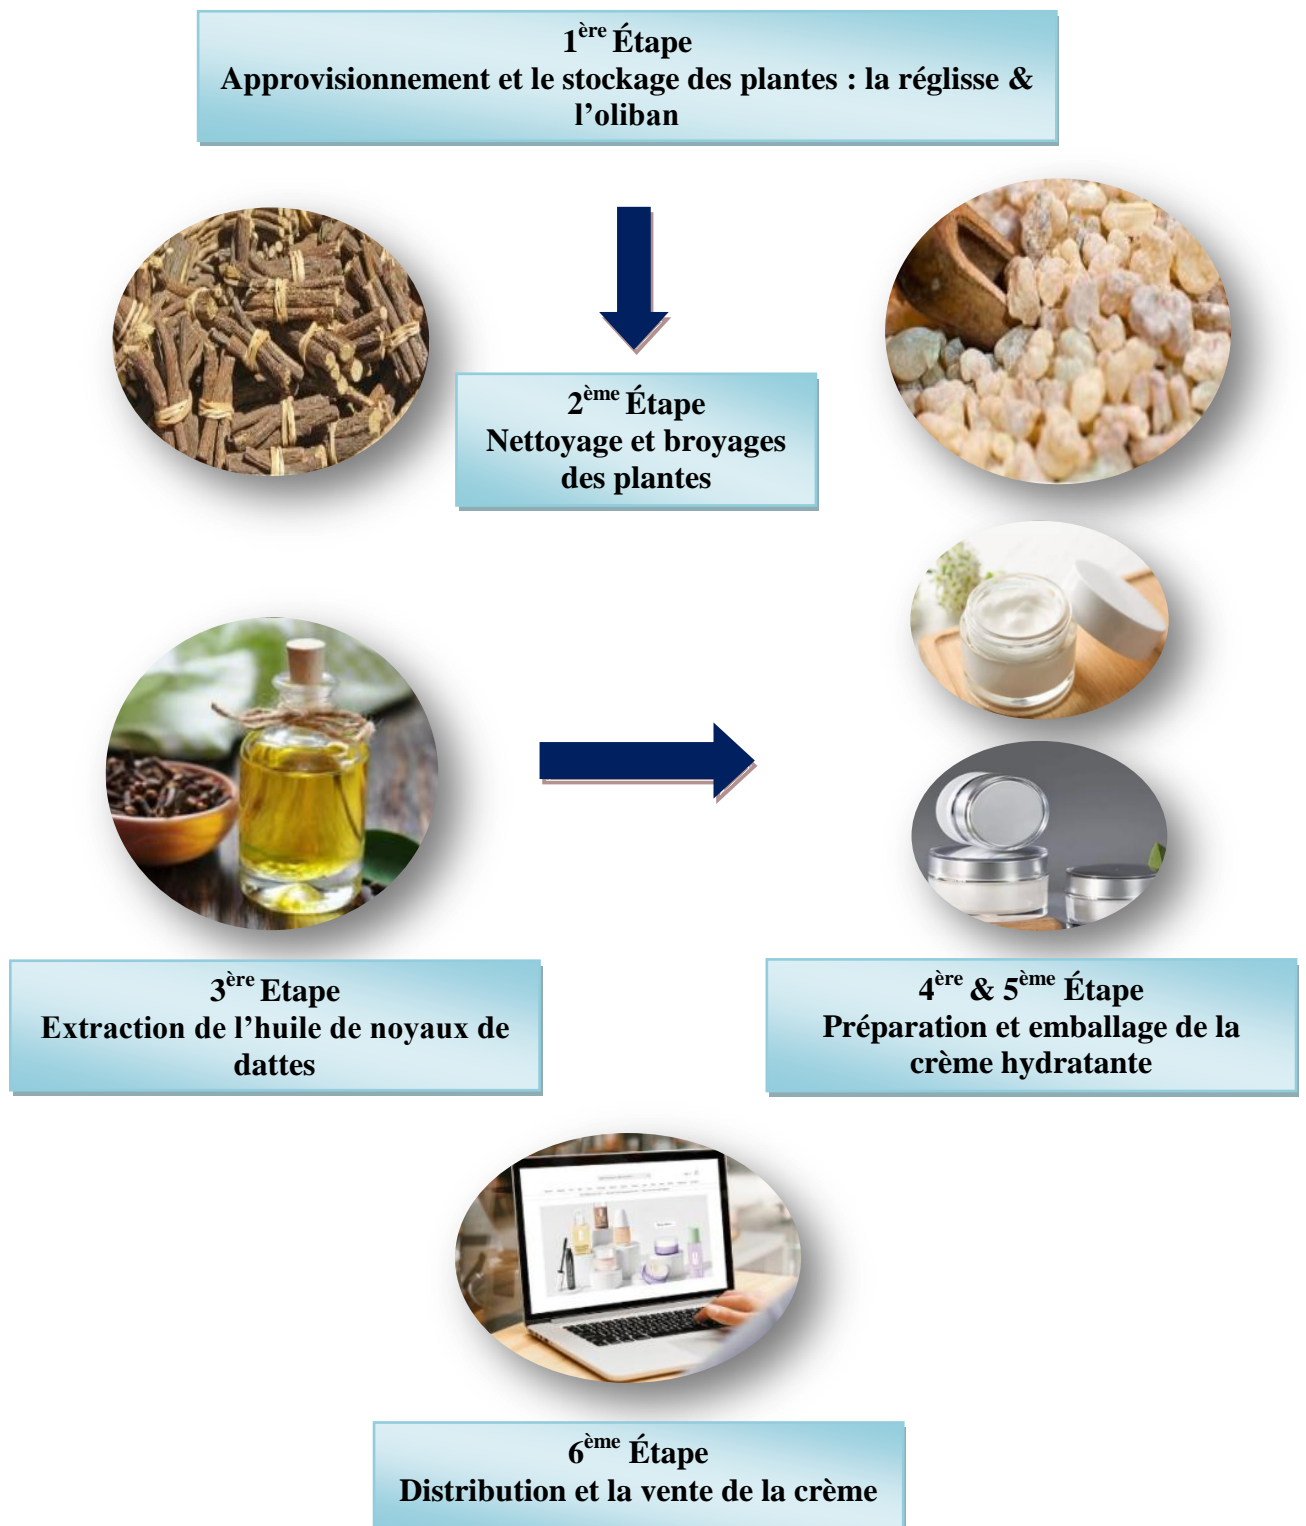 1ère Étape
Approvisionnement et le stockage des plantes : la réglisse &
l’oliban
2ème Étape
Nettoyage et broyages
des plantes
3ère Etape
Extraction de l’huile de noyaux de
dattes
4ère & 5ème Étape
Préparation et emballage de la
crème hydratante
6ème Étape
Distribution et la vente de la crème